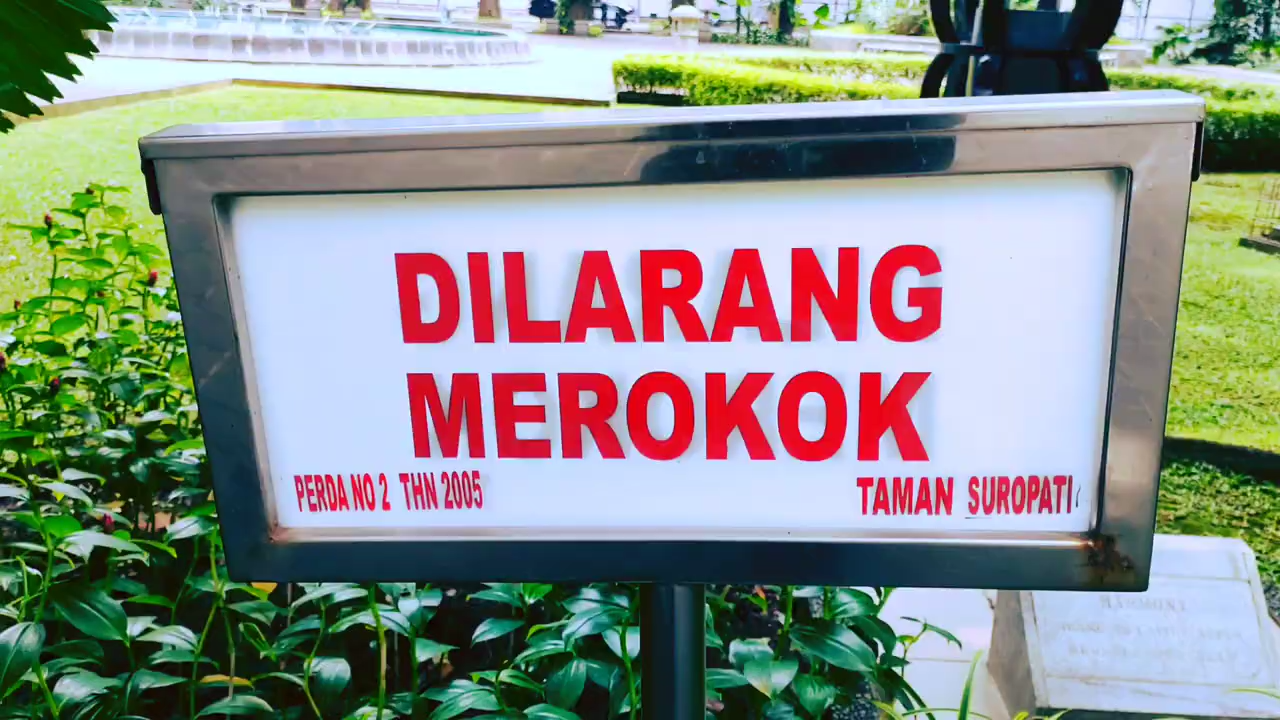 DILARANG
MEROKOK
PERDA NO 2 THN 2005
TAMAN SUROPATI